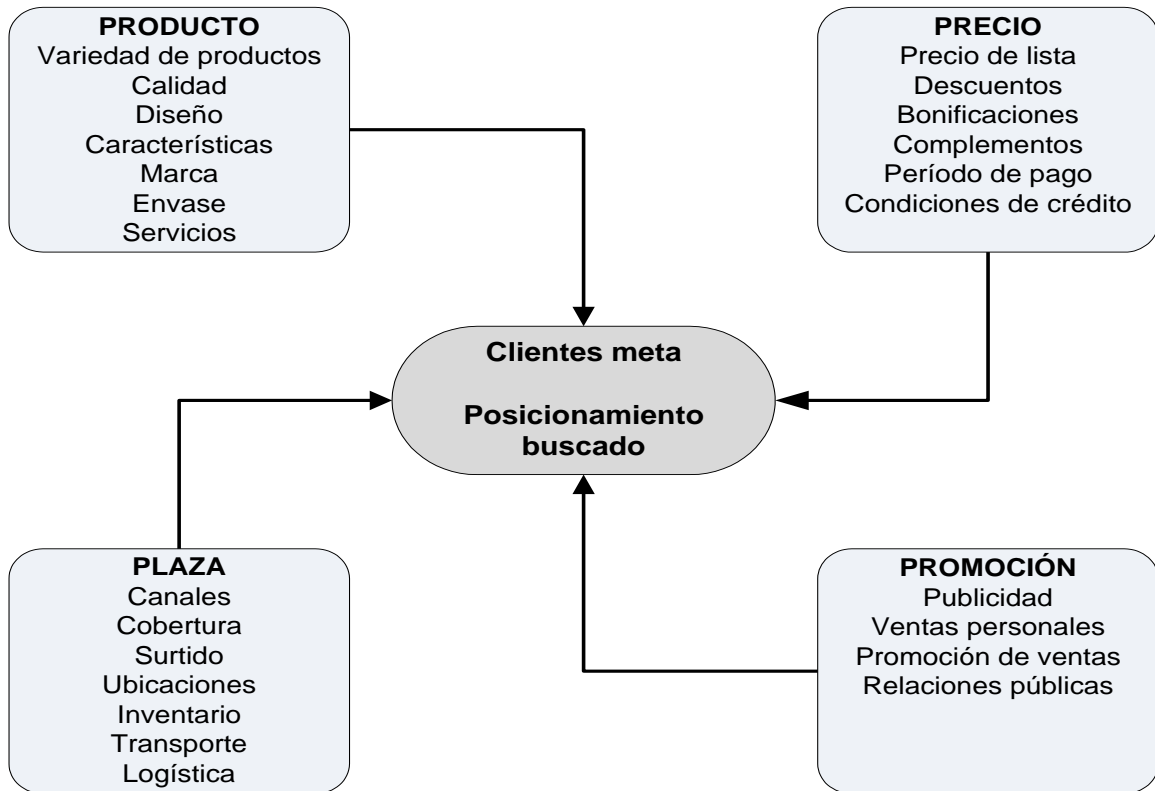 PRODUCTO
Variedad de productos
Calidad
Diseño
Características
Marca
Envase
Servicios
PRECIO
Precio de lista
Descuentos
Bonificaciones
Complementos
Período de pago
Condiciones de crédito
Clientes meta
Posicionamiento
buscado
PLAZA
Canales
Cobertura
Surtido
Ubicaciones
Inventario
Transporte
Logística
PROMOCIÓN
Publicidad
Ventas personales
Promoción de ventas
Relaciones públicas